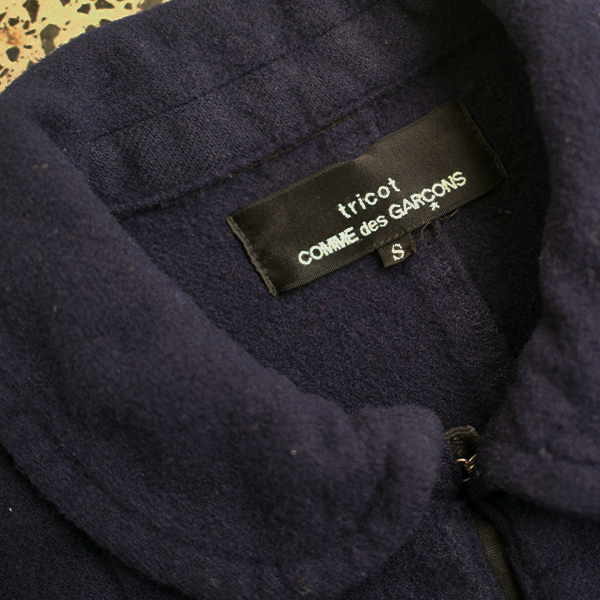 tricot
COMME des GARÇONS
*
S